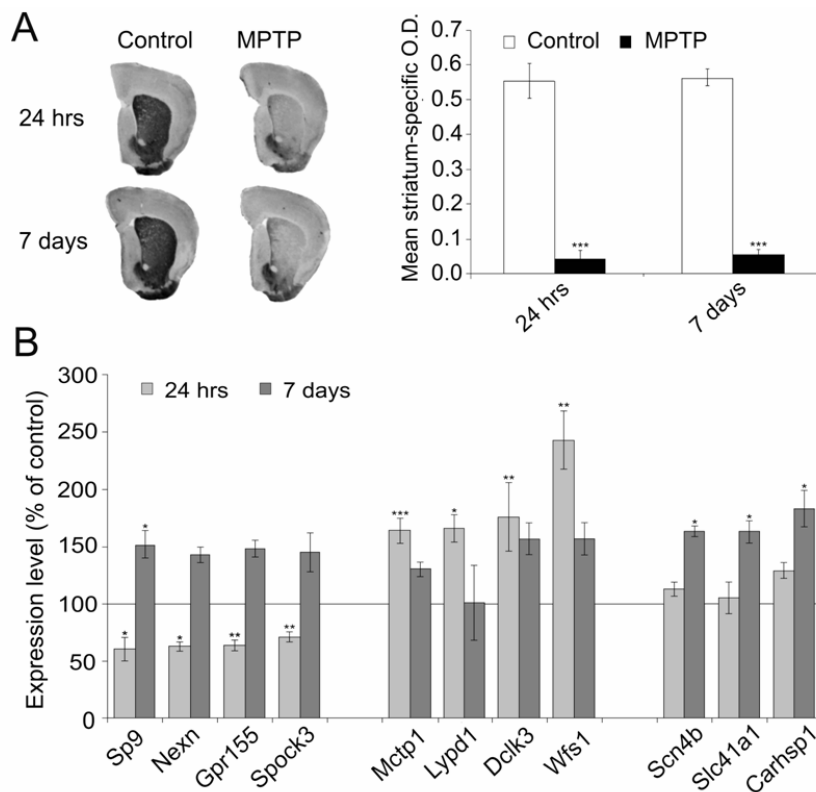 A
Control MPTP
24 hrs
7 days
Mean striatum-specific O.D.
0.7
0.6
0.5
0.4
0.3
0.2
0.1
0.0
Control MPTP
***
***
24 hrs
7 days
B
Expression level (% of control)
300
250
200
150
100
50
0
24 hrs 7 days
* * * ** ** *** * ** ** * * *
Sp9 Nexn Gpr155 Spock3 Mctp1 Lypd1 Dclk3 Wfs1 Scn4b Slc41a1 Carhsp1